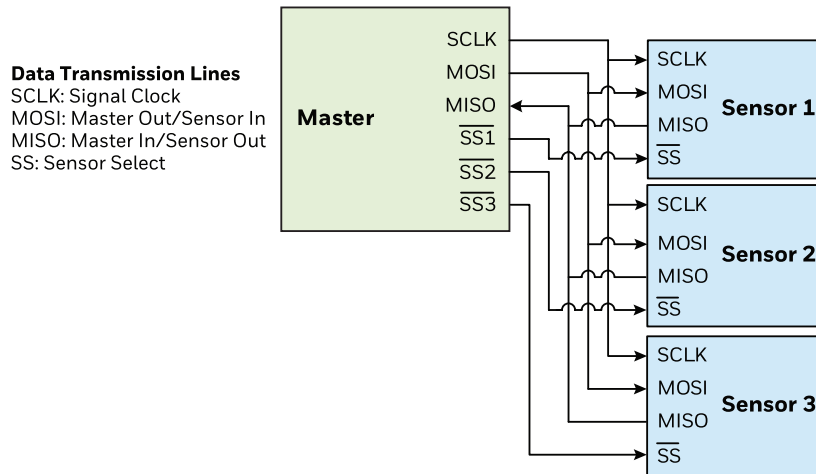 Data Transmission Lines
SCLK: Signal Clock
MOSI: Master Out/Sensor In
MISO: Master In/Sensor Out
SS: Sensor Select
Master
SCLK
MOSI
MISO
SS1
SS2
SS3
SCLK
MOSI
MISO
SS
Sensor 1
SCLK
MOSI
MISO
SS
Sensor 2
SCLK
MOSI
MISO
SS
Sensor 3